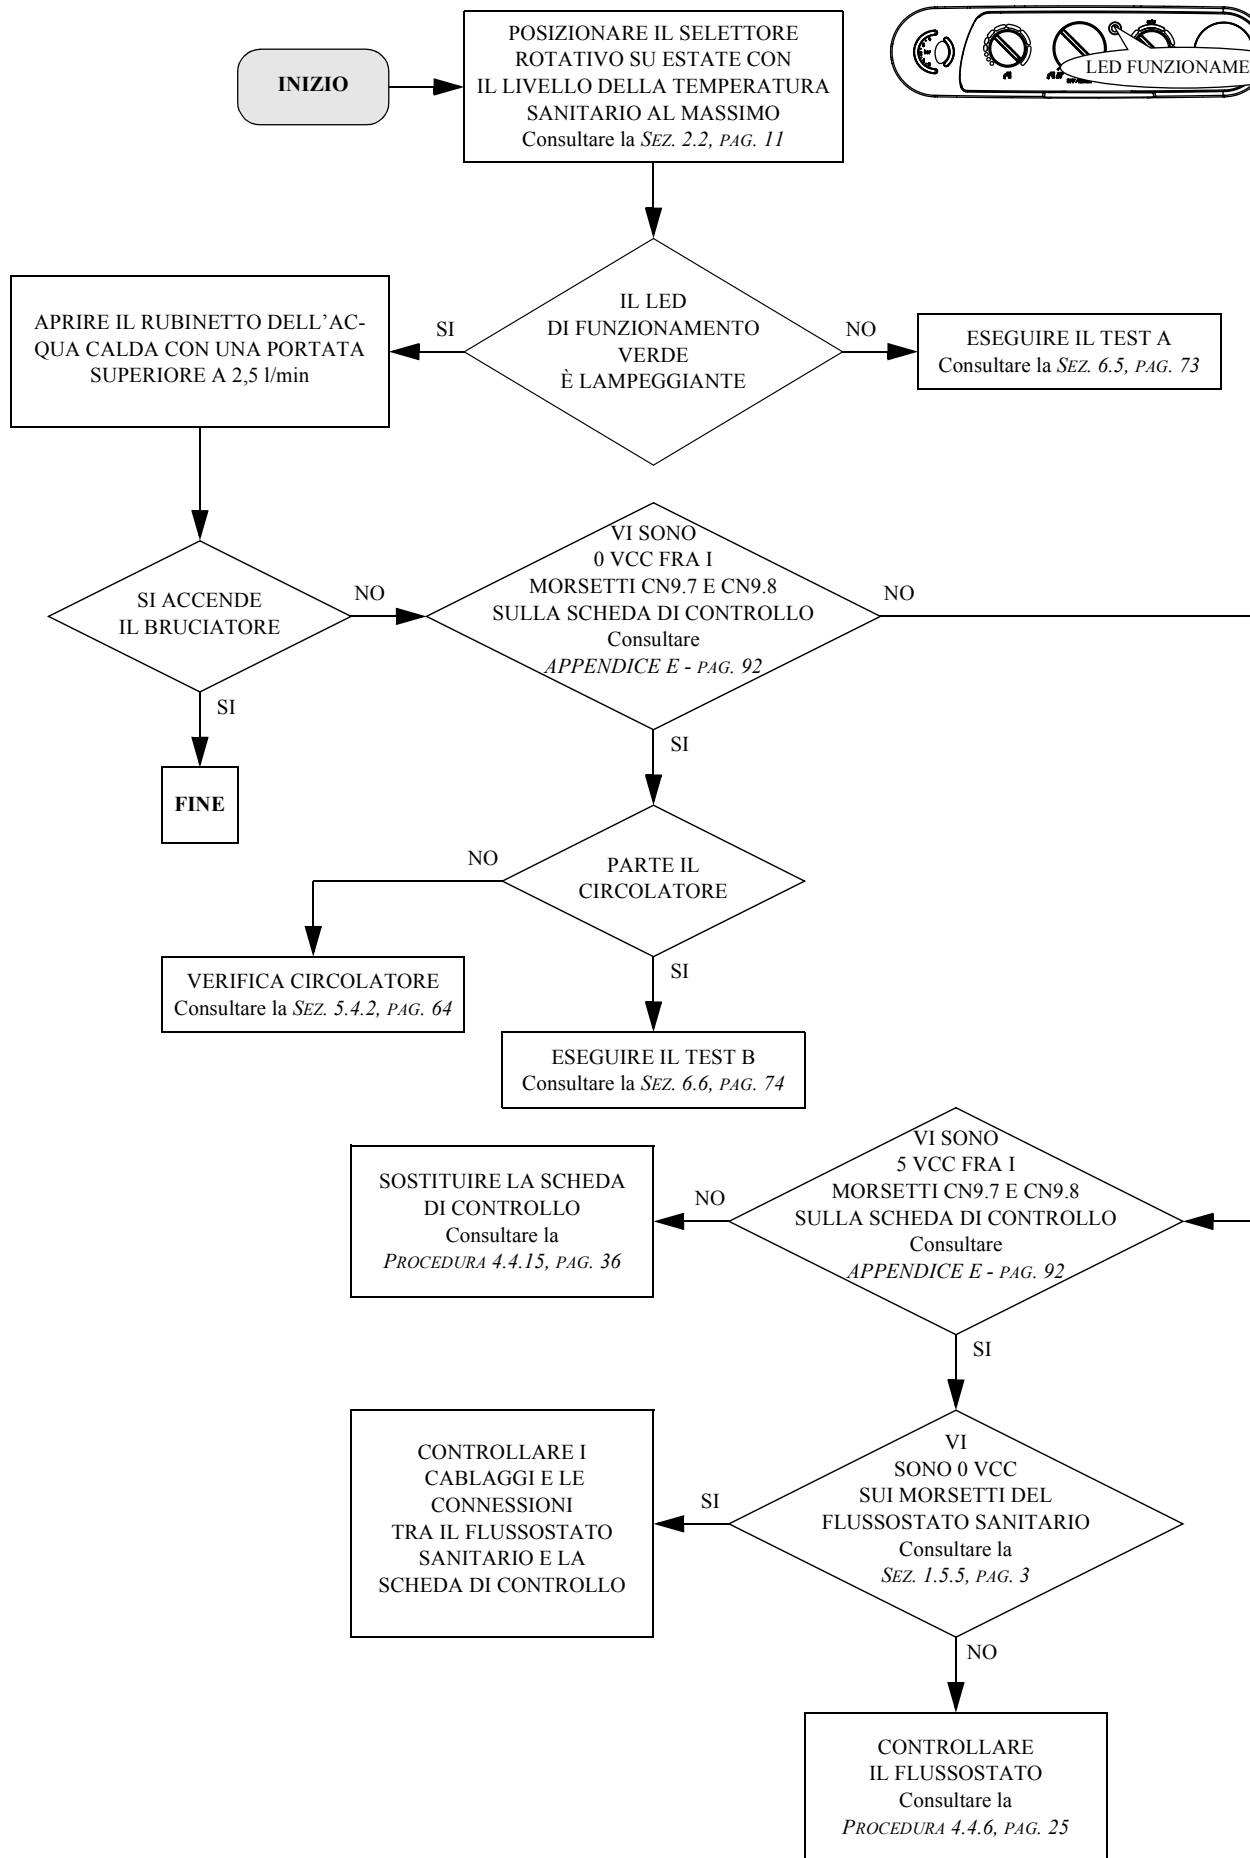 INIZIO
POSIZIONARE IL SELETTORE
ROTATIVO SU ESTATE CON
IL LIVELLO DELLA TEMPERATURA
SANITARIO AL MASSIMO
Consultare la SEZ. 2.2, PAG. 11
LED FUNZIONAME
APRIRE IL RUBINETTO DELL'AC-
QUA CALDA CON UNA PORTATA
SUPERIORE A 2,5 l/min
SI
IL LED
DI FUNZIONAMENTO
VERDE
È LAMPEGGIANTE
NO
ESEGUIRE IL TEST A
Consultare la SEZ. 6.5, PAG. 73
SI ACCENDE
IL BRUCIATORE
NO
VI SONO
0 VCC FRA I
MORSETTI CN9.7 E CN9.8
SULLA SCHEDA DI CONTROLLO
Consultare
APPENDICE E - PAG. 92
NO
SI
SI
FINE
NO
PARTE IL
CIRCOLATORE
VERIFICA CIRCOLATORE
Consultare la SEZ. 5.4.2, PAG. 64
SI
ESEGUIRE IL TEST B
Consultare la SEZ. 6.6, PAG. 74
SOSTITUIRE LA SCHEDA
DI CONTROLLO
Consultare la
PROCEDURA 4.4.15, PAG. 36
NO
VI SONO
5 VCC FRA I
MORSETTI CN9.7 E CN9.8
SULLA SCHEDA DI CONTROLLO
Consultare
APPENDICE E - PAG. 92
SI
CONTROLLARE I
CABLAGGI E LE
CONNESSIONI
TRA IL FLUSSOSTATO
SANITARIO E LA
SCHEDA DI CONTROLLO
SI
VI
SONO 0 VCC
SUI MORSETTI DEL
FLUSSOSTATO SANITARIO
Consultare la
SEZ. 1.5.5, PAG. 3
NO
CONTROLLARE
IL FLUSSOSTATO
Consultare la
PROCEDURA 4.4.6, PAG. 25